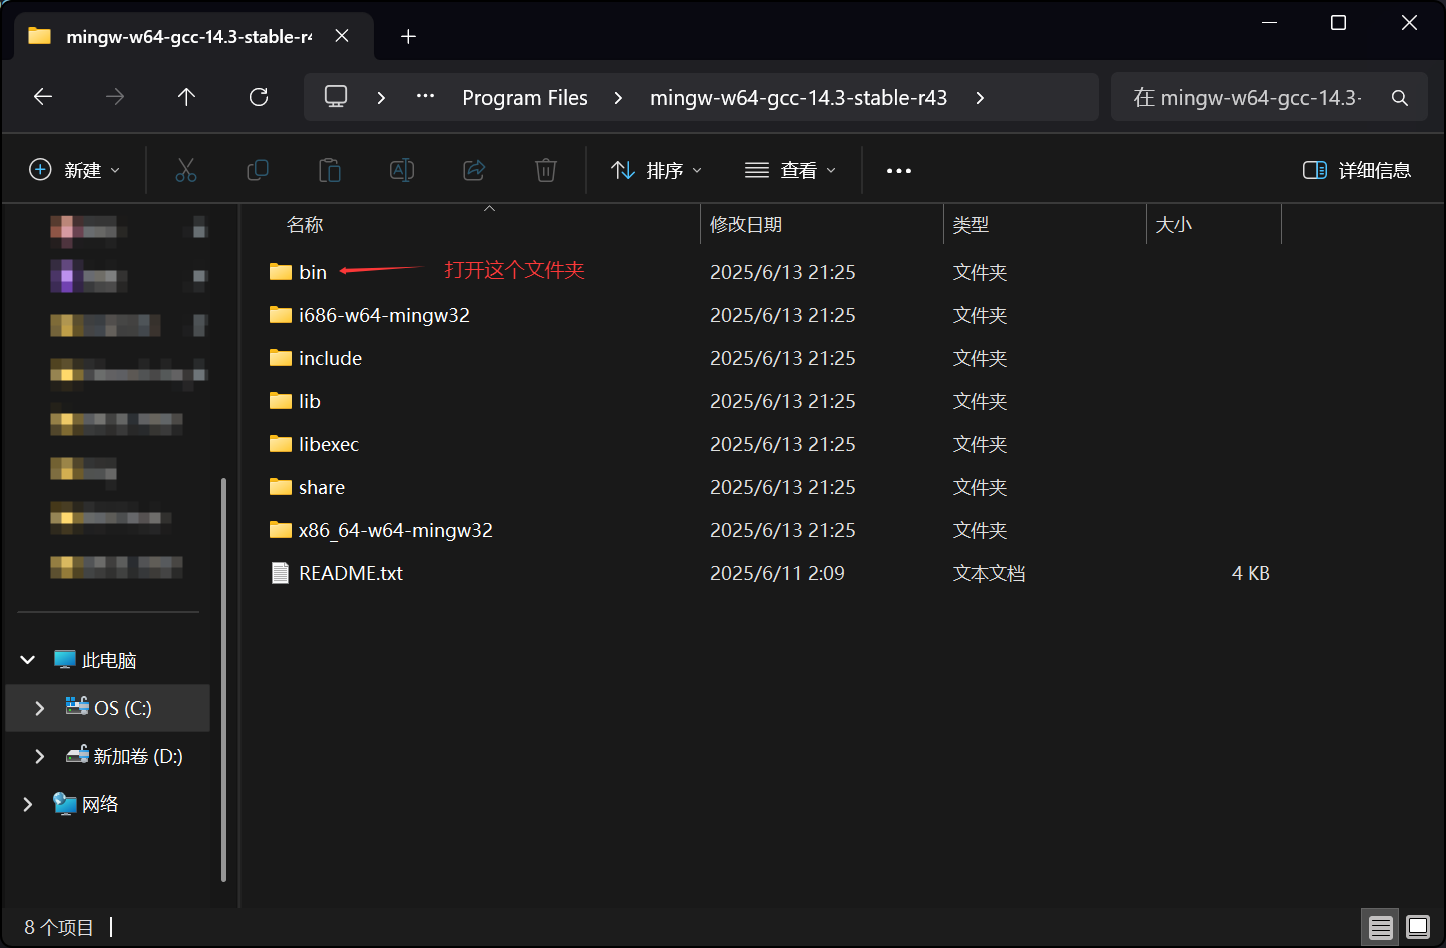 mingw-w64-gcc-14.3-stable-r4
Program Files
mingw-w64-gcc-14.3-stable-r43
在 mingw-w64-gcc-14.3-
新建
排序
查看
详细信息
名称
修改日期
类型
大小
bin
打开这个文件夹
2025/6/13 21:25
文件夹
i686-w64-mingw32
2025/6/13 21:25
文件夹
include
2025/6/13 21:25
文件夹
lib
2025/6/13 21:25
文件夹
libexec
2025/6/13 21:25
文件夹
share
2025/6/13 21:25
文件夹
x86_64-w64-mingw32
2025/6/13 21:25
文件夹
README.txt
2025/6/11 2:09
文本文档
4 KB
此电脑
OS (C:)
新加卷 (D:)
网络
8 个项目